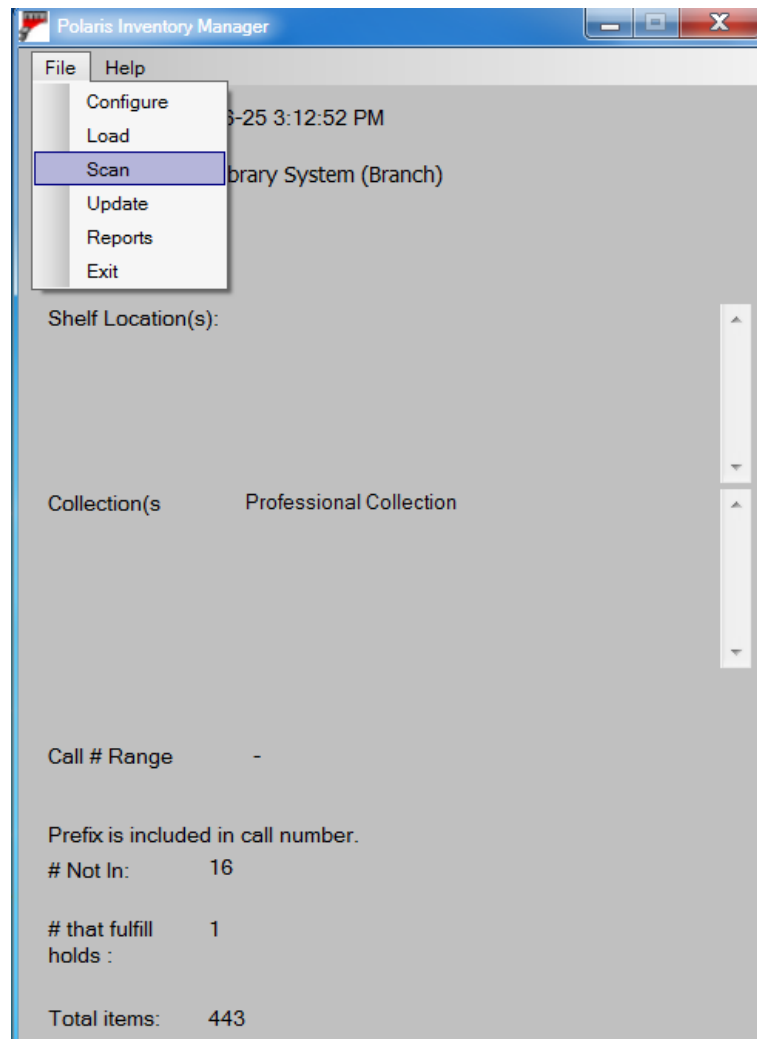 Polaris Inventory Manager
File Help
Configure
Load
Scan
Update
Reports
Exit
-25 3:12:52 PM
brary System (Branch)
Shelf Location(s):
Collection(s Professional Collection
Call # Range -
Prefix is included in call number.
# Not In: 16
# that fulfill 1
holds :
Total items: 443